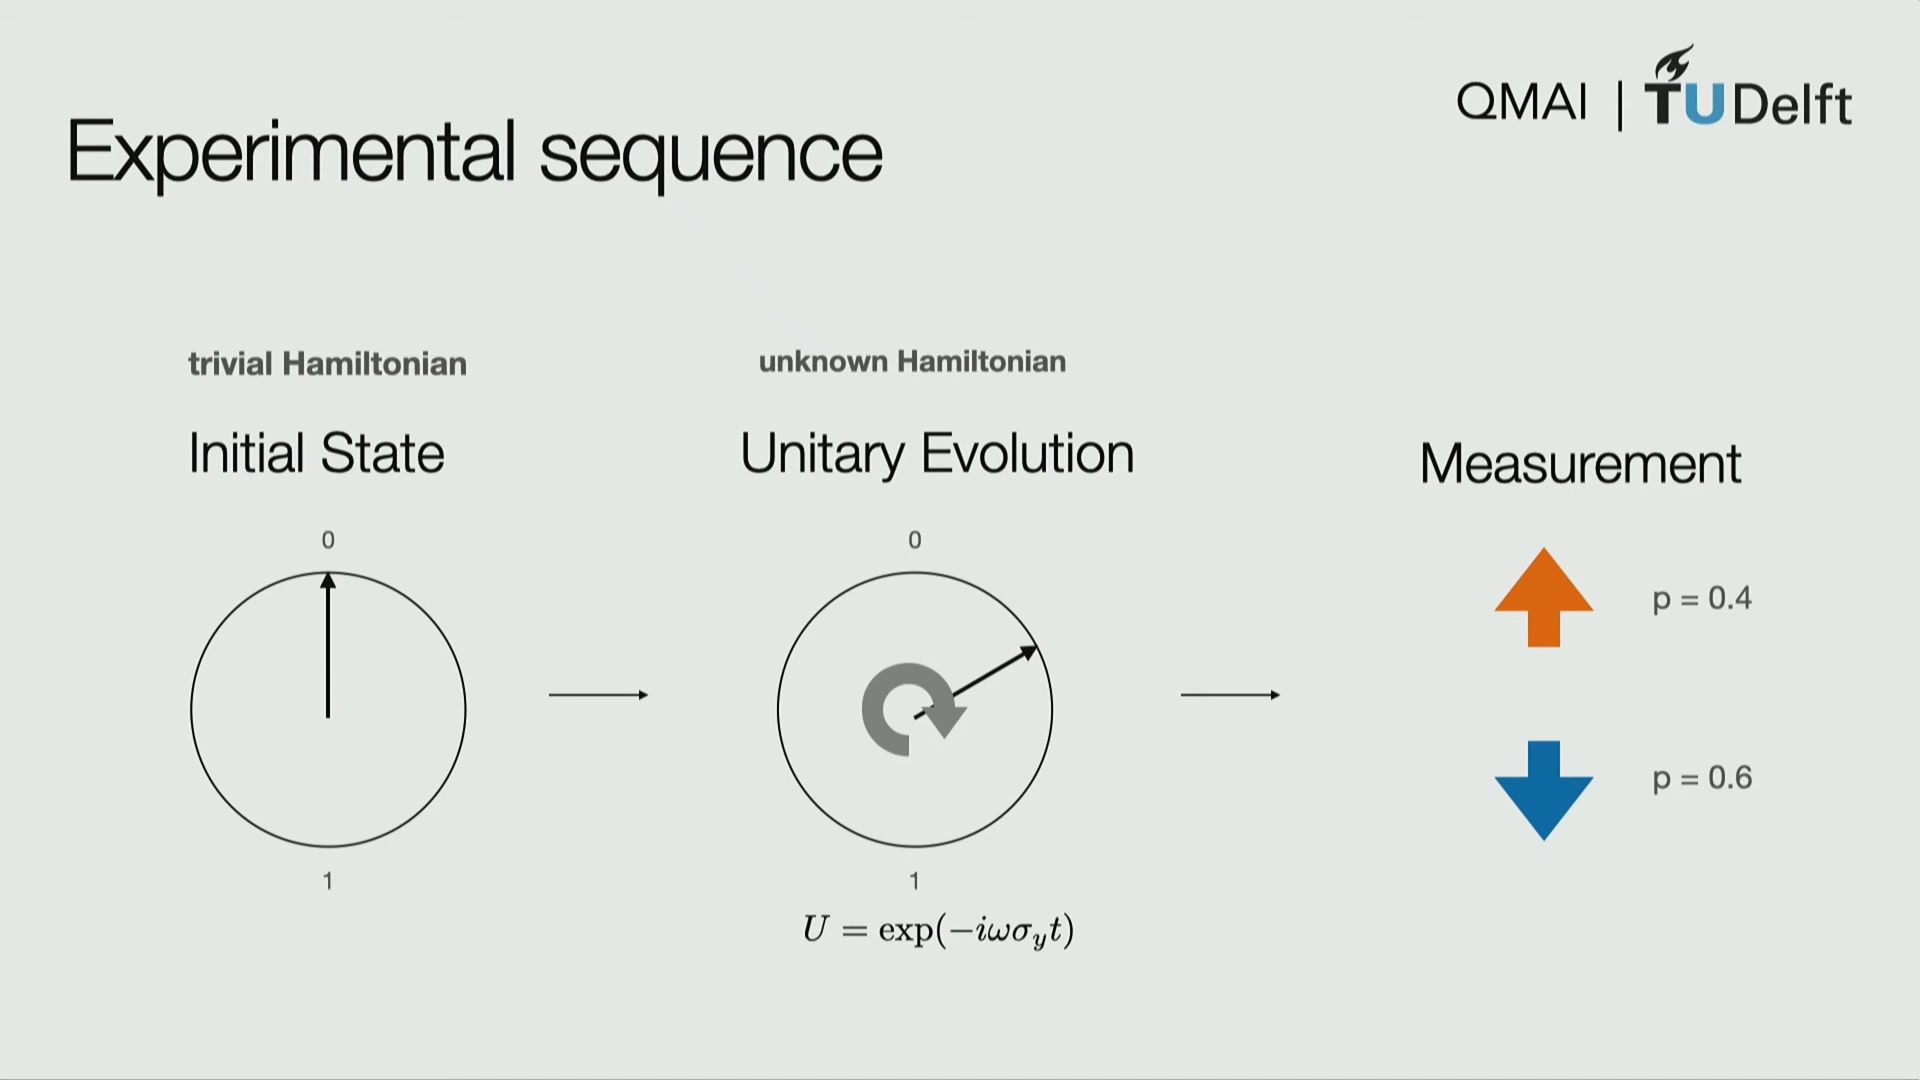 QMAI | TUDelft
Experimental sequence
trivial Hamiltonian
Initial State
0
1
unknown Hamiltonian
Unitary Evolution
0
1
U = exp(−iωσ_y t)
Measurement
p = 0.4
p = 0.6